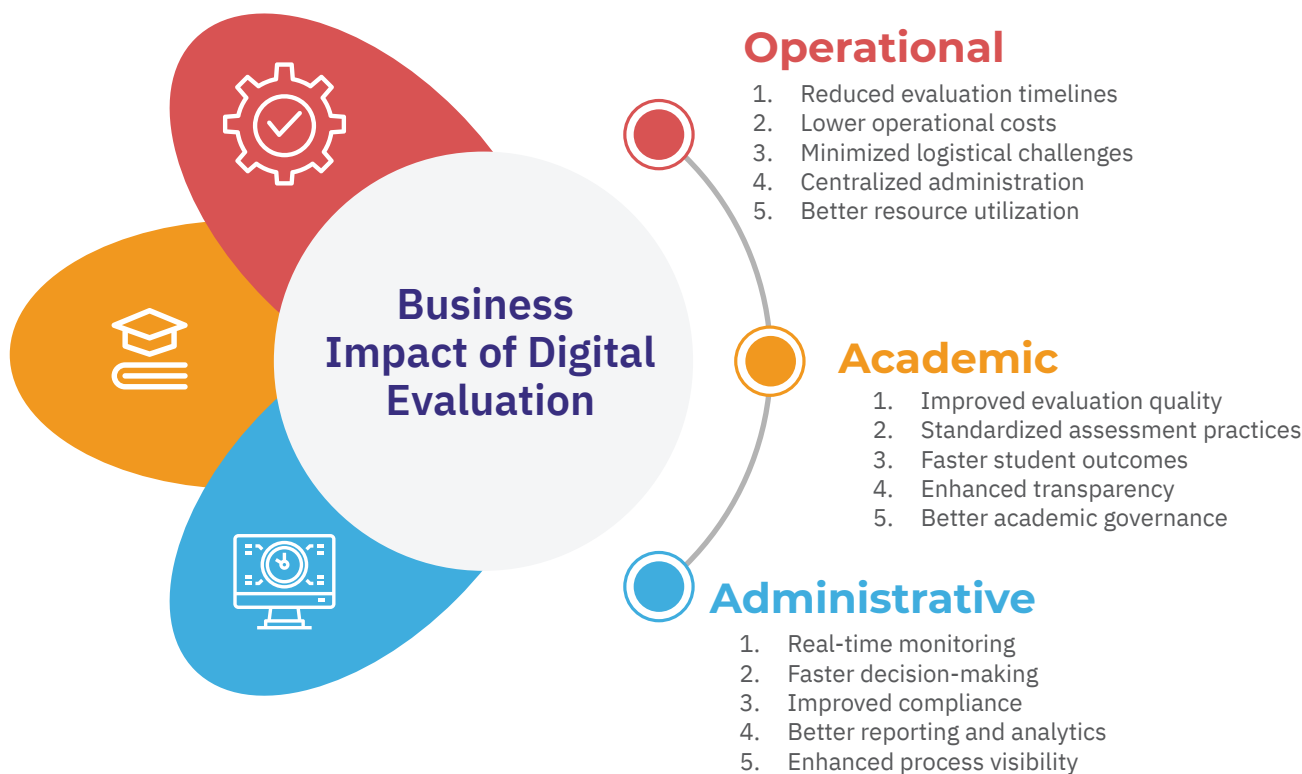 Business
Impact of Digital
Evaluation
Operational
1. Reduced evaluation timelines
2. Lower operational costs
3. Minimized logistical challenges
4. Centralized administration
5. Better resource utilization
Academic
1. Improved evaluation quality
2. Standardized assessment practices
3. Faster student outcomes
4. Enhanced transparency
5. Better academic governance
Administrative
1. Real-time monitoring
2. Faster decision-making
3. Improved compliance
4. Better reporting and analytics
5. Enhanced process visibility